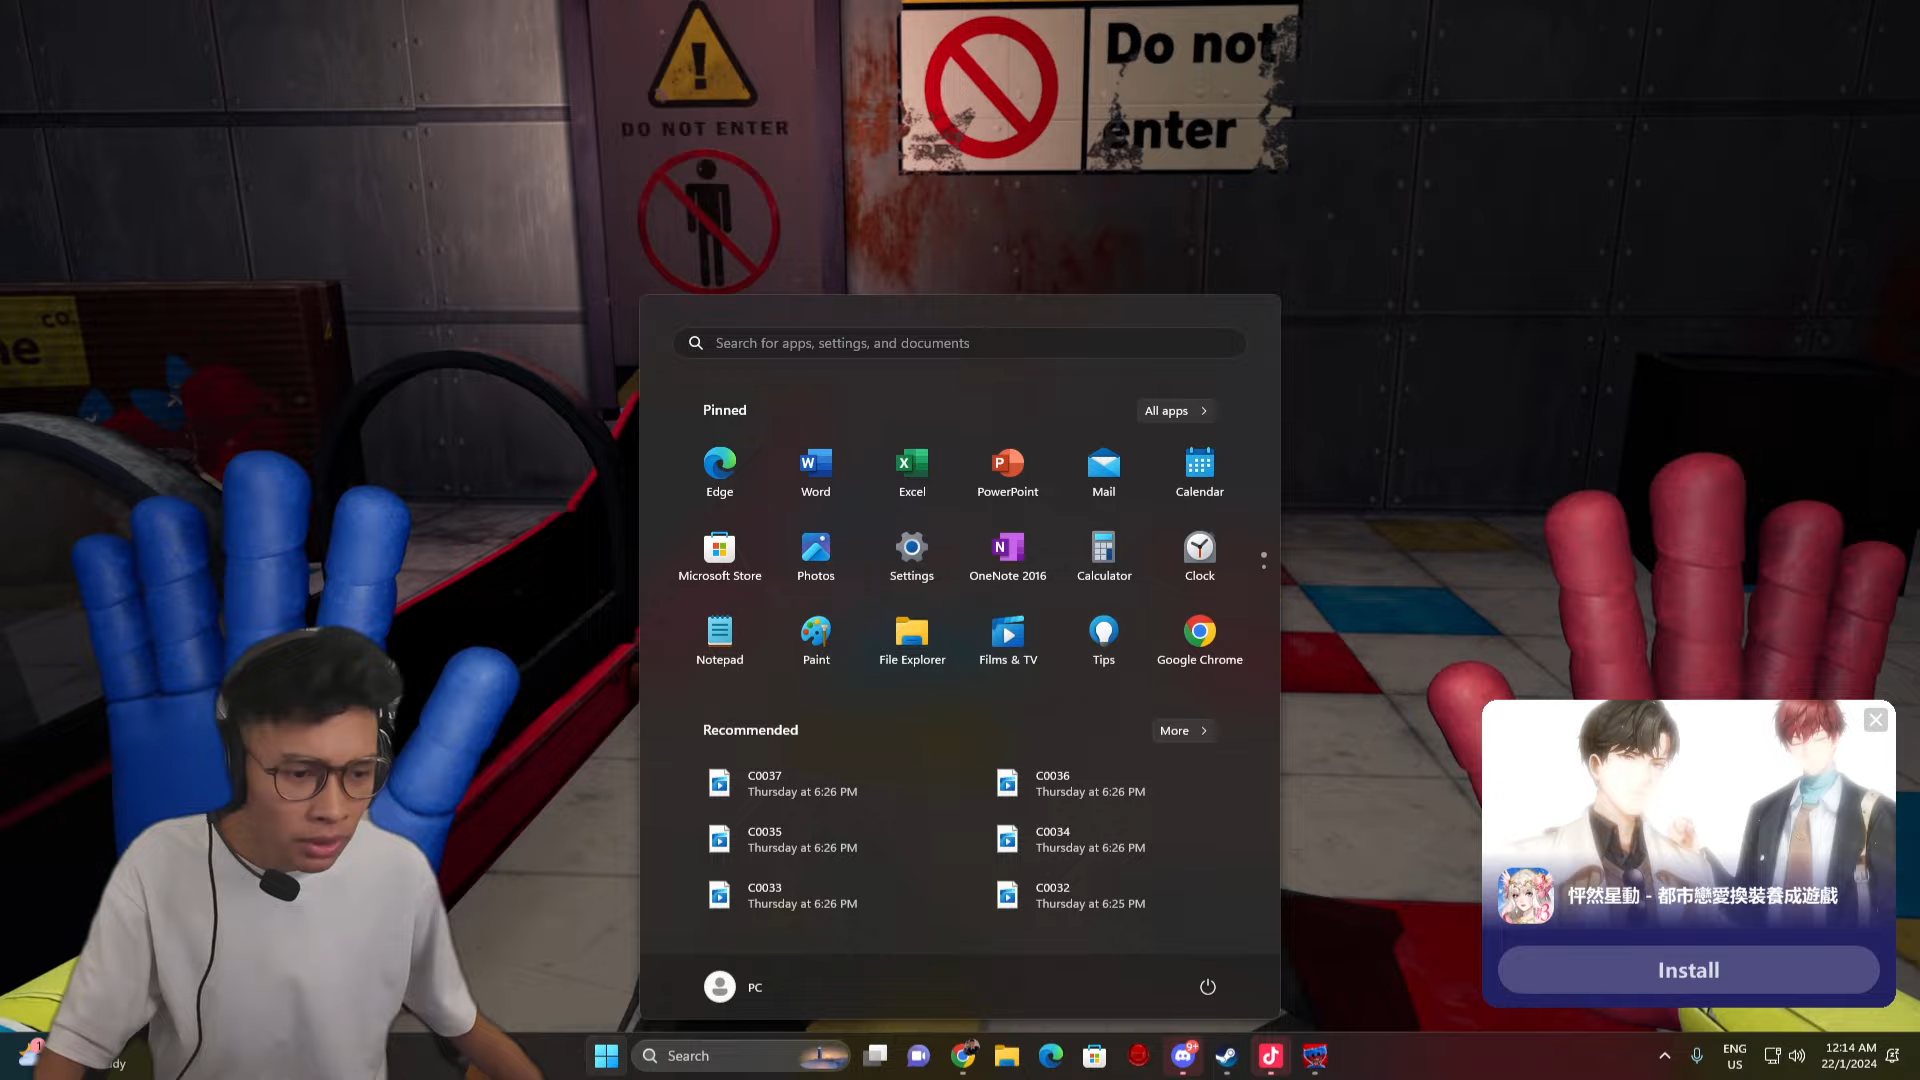 DO NOT ENTER
Do not
enter
co.
Search for apps, settings, and documents
Pinned
All apps
Edge
Word
Excel
PowerPoint
Mail
Calendar
Microsoft Store
Photos
Settings
OneNote 2016
Calculator
Clock
Notepad
Paint
File Explorer
Films & TV
Tips
Google Chrome
Recommended
More
C0037
Thursday at 6:26 PM
C0036
Thursday at 6:26 PM
C0035
Thursday at 6:26 PM
C0034
Thursday at 6:26 PM
C0033
Thursday at 6:26 PM
C0032
Thursday at 6:25 PM
PC
怦然星動 - 都市戀愛換裝養成遊戲
Install
1
Search
9+
ENG
US
12:14 AM
22/1/2024